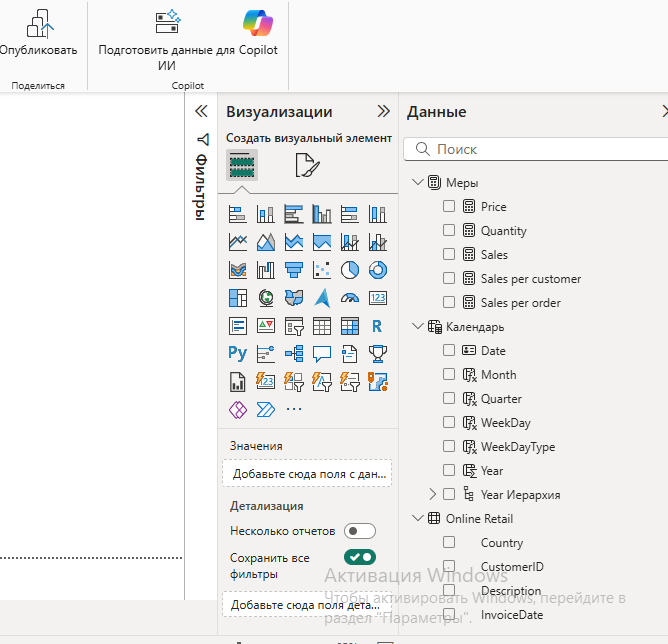 Опубликовать
Подготовить данные для
ИИ
Copilot
Поделиться
Copilot
Фильтры
Визуализации
Создать визуальный элемент
123
R
Py
123
...
Значения
Добавьте сюда поля с дан...
Детализация
Несколько отчетов
Сохранить все
фильтры
Добавьте сюда поля дета...
Данные
Поиск
Меры
Price
Quantity
Sales
Sales per customer
Sales per order
Календарь
Date
Month
Quarter
WeekDay
WeekDayType
Year
Year Иерархия
Online Retail
Country
CustomerID
Description
InvoiceDate
Активация Windows
Чтобы активировать Windows, перейдите в
раздел "Параметры".